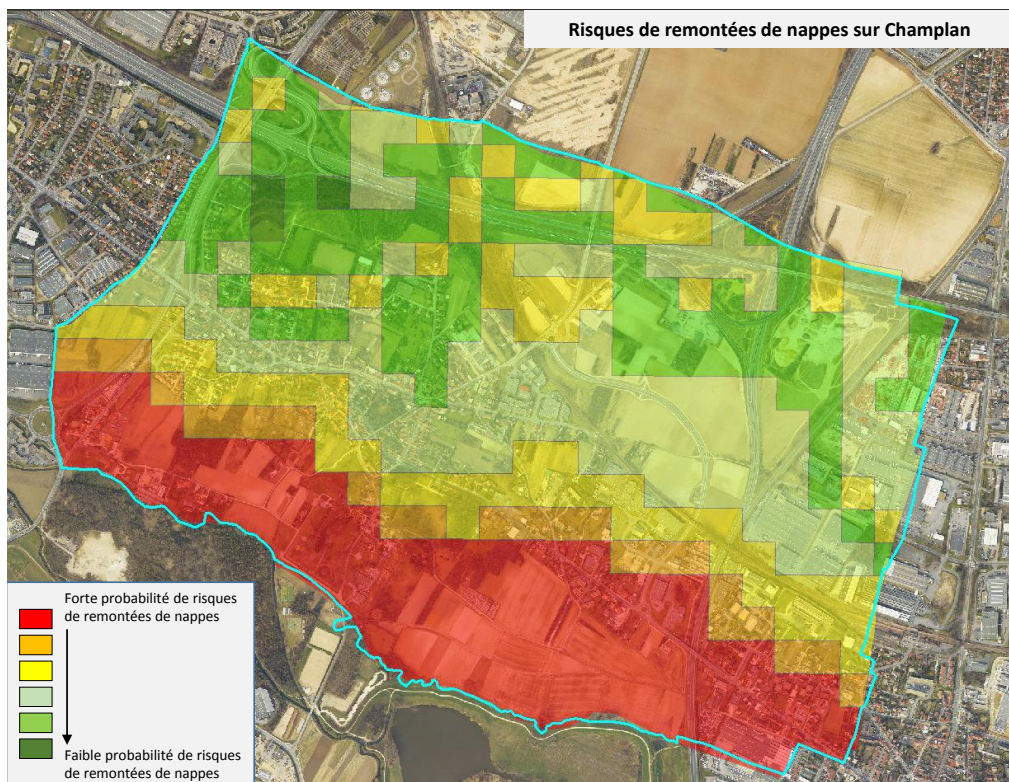 Risques de remontées de nappes sur Champlan
Forte probabilité de risques
de remontées de nappes
Faible probabilité de risques
de remontées de nappes